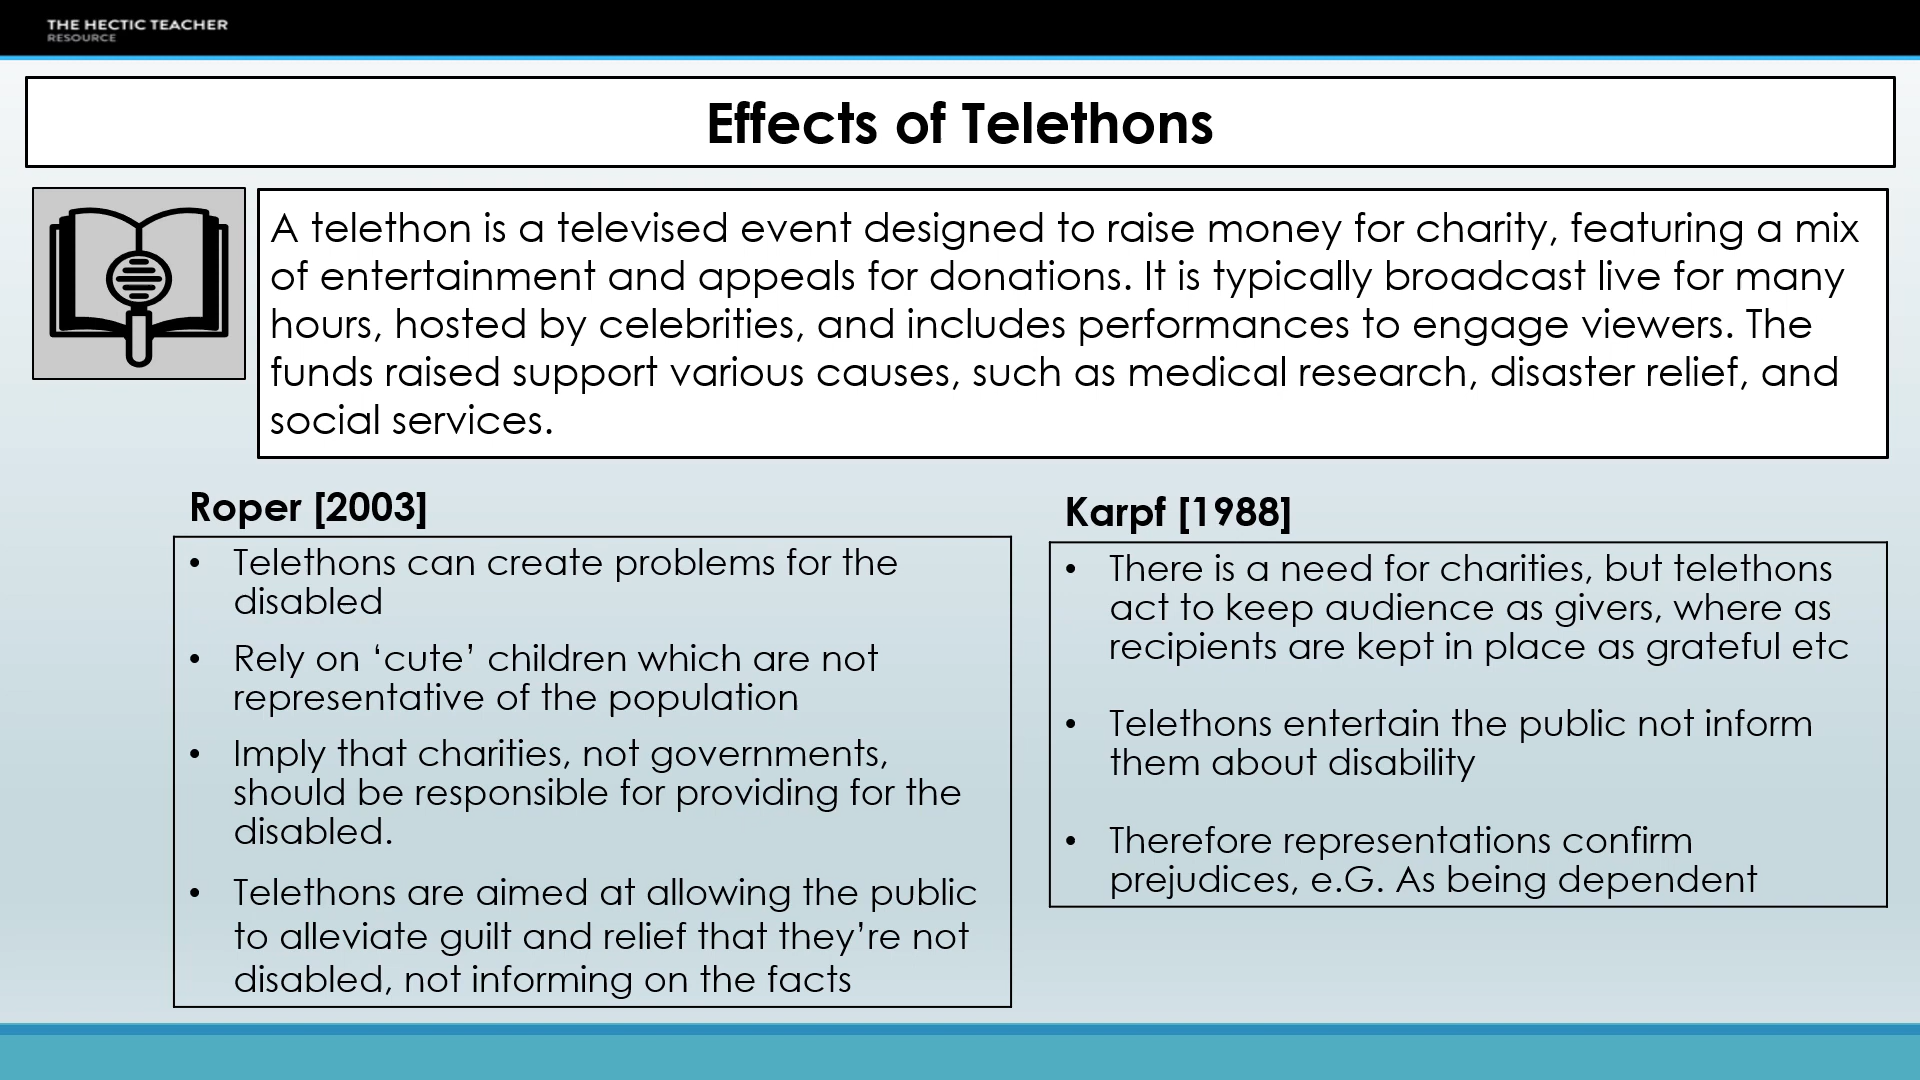 THE HECTIC TEACHER
RESOURCE
Effects of Telethons
A telethon is a televised event designed to raise money for charity, featuring a mix
of entertainment and appeals for donations. It is typically broadcast live for many
hours, hosted by celebrities, and includes performances to engage viewers. The
funds raised support various causes, such as medical research, disaster relief, and
social services.
Roper [2003]
• Telethons can create problems for the
disabled
• Rely on ‘cute’ children which are not
representative of the population
• Imply that charities, not governments,
should be responsible for providing for the
disabled.
• Telethons are aimed at allowing the public
to alleviate guilt and relief that they’re not
disabled, not informing on the facts
Karpf [1988]
• There is a need for charities, but telethons
act to keep audience as givers, where as
recipients are kept in place as grateful etc
• Telethons entertain the public not inform
them about disability
• Therefore representations confirm
prejudices, e.G. As being dependent